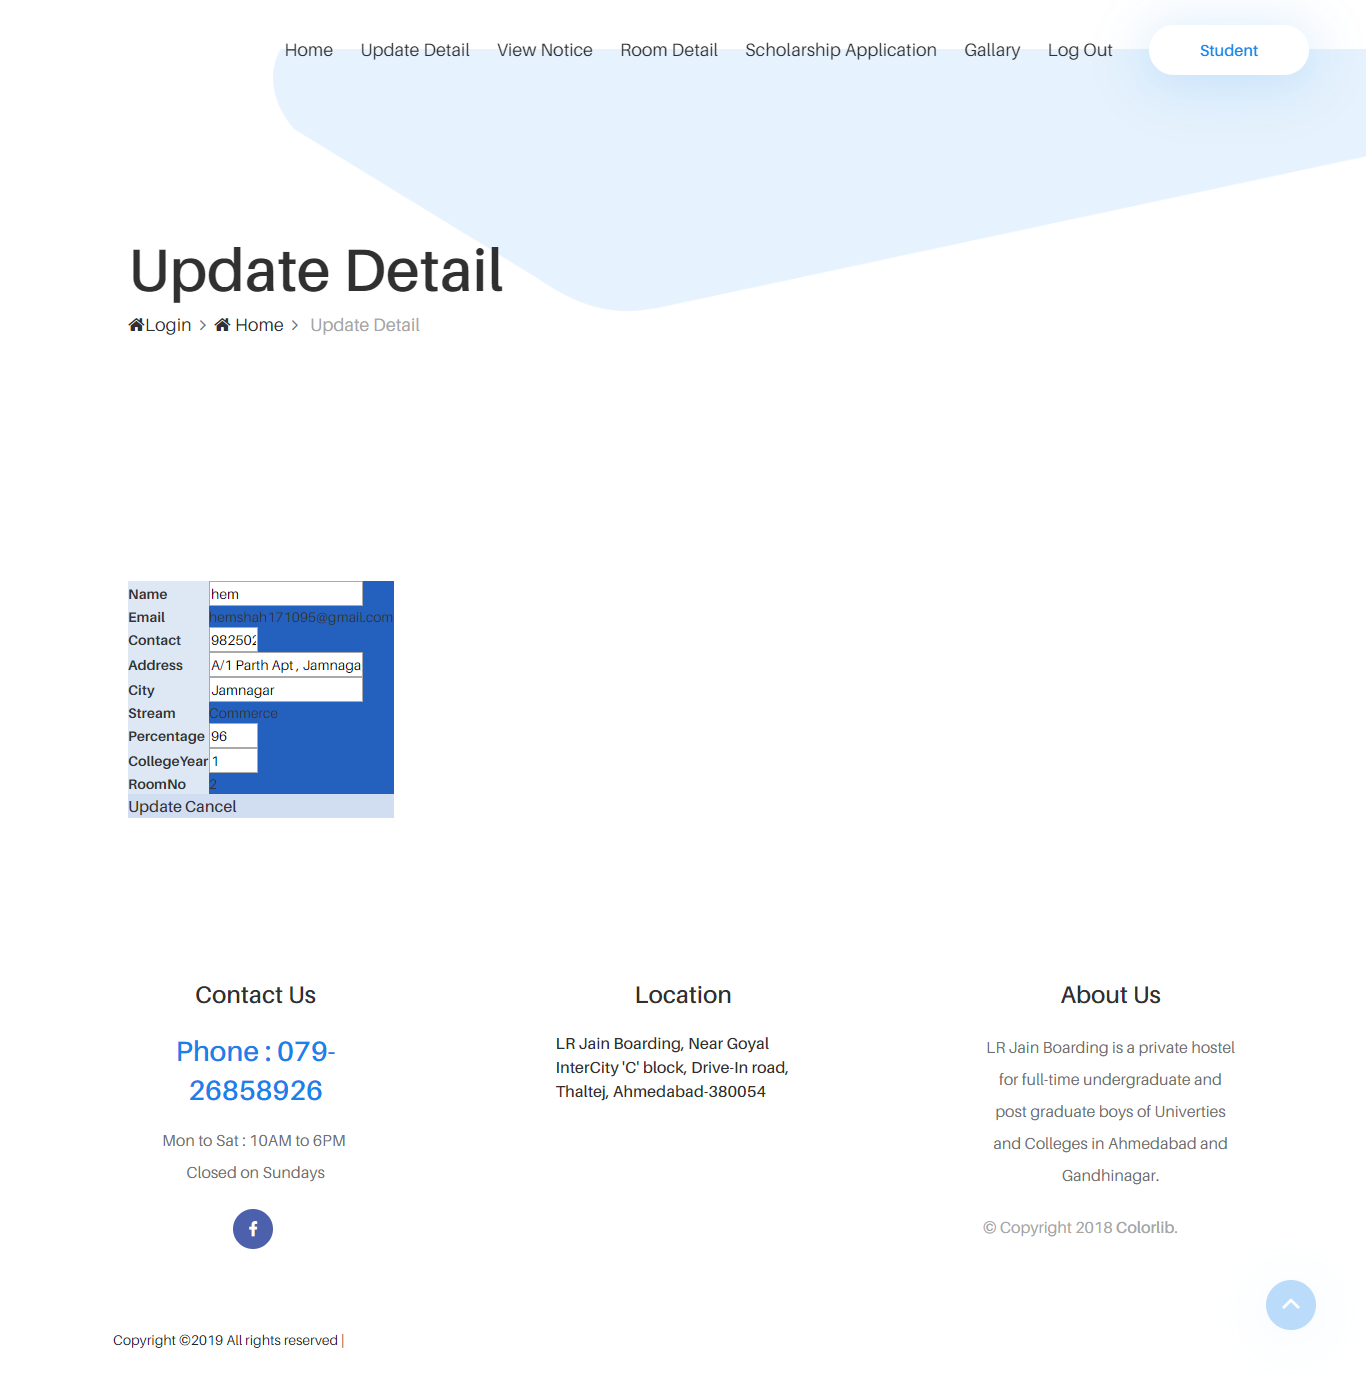 Home Update Detail View Notice Room Detail Scholarship Application Gallary Log Out Student
Update Detail
Login > Home > Update Detail
Name hem
Email hemshah171095@gmail.com
Contact 98250
Address A/1 Parth Apt , Jamnaga
City Jamnagar
Stream Commerce
Percentage 96
CollegeYear 1
RoomNo 2
Update Cancel
Contact Us
Phone : 079-
26858926
Mon to Sat : 10AM to 6PM
Closed on Sundays
Location
LR Jain Boarding, Near Goyal
InterCity 'C' block, Drive-In road,
Thaltej, Ahmedabad-380054
About Us
LR Jain Boarding is a private hostel
for full-time undergraduate and
post graduate boys of Univerties
and Colleges in Ahmedabad and
Gandhinagar.
© Copyright 2018 Colorlib.
Copyright ©2019 All rights reserved |